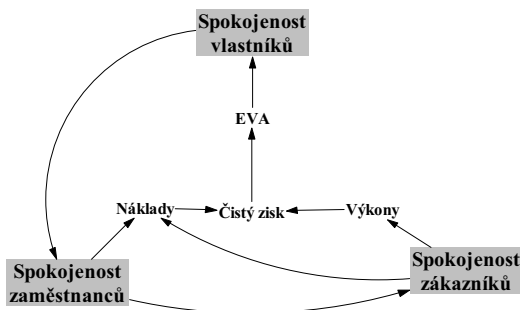 Spokojenost
vlastníků
EVA
Náklady
Čistý zisk
Výkony
Spokojenost
zaměstnanců
Spokojenost
zákazníků